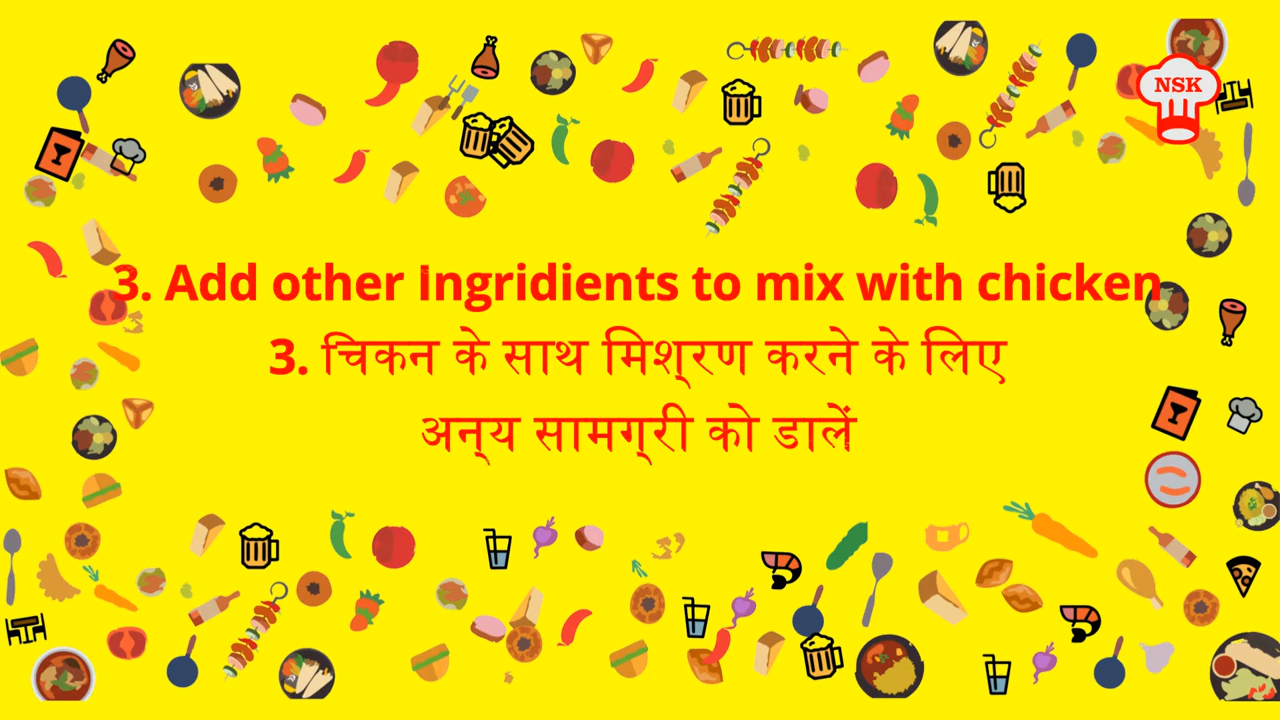 NSK
3. Add other Ingridients to mix with chicken
3. चिकन के साथ मिश्रण करने के लिए
अन्य सामग्री को डालें